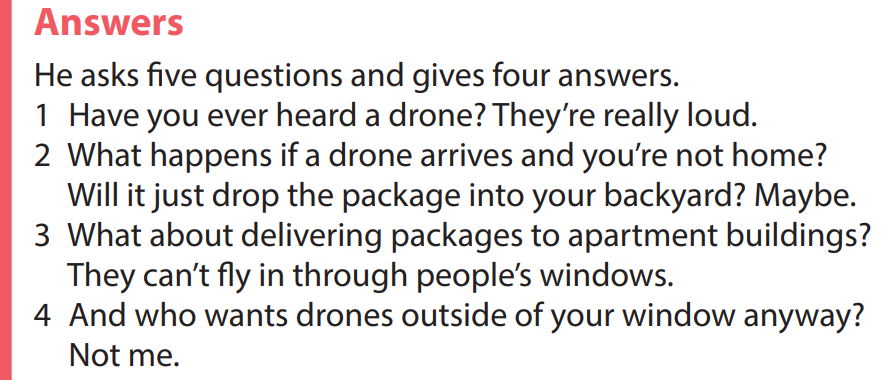 Answers
He asks five questions and gives four answers.
1 Have you ever heard a drone? They’re really loud.
2 What happens if a drone arrives and you’re not home?
Will it just drop the package into your backyard? Maybe.
3 What about delivering packages to apartment buildings?
They can’t fly in through people’s windows.
4 And who wants drones outside of your window anyway?
Not me.